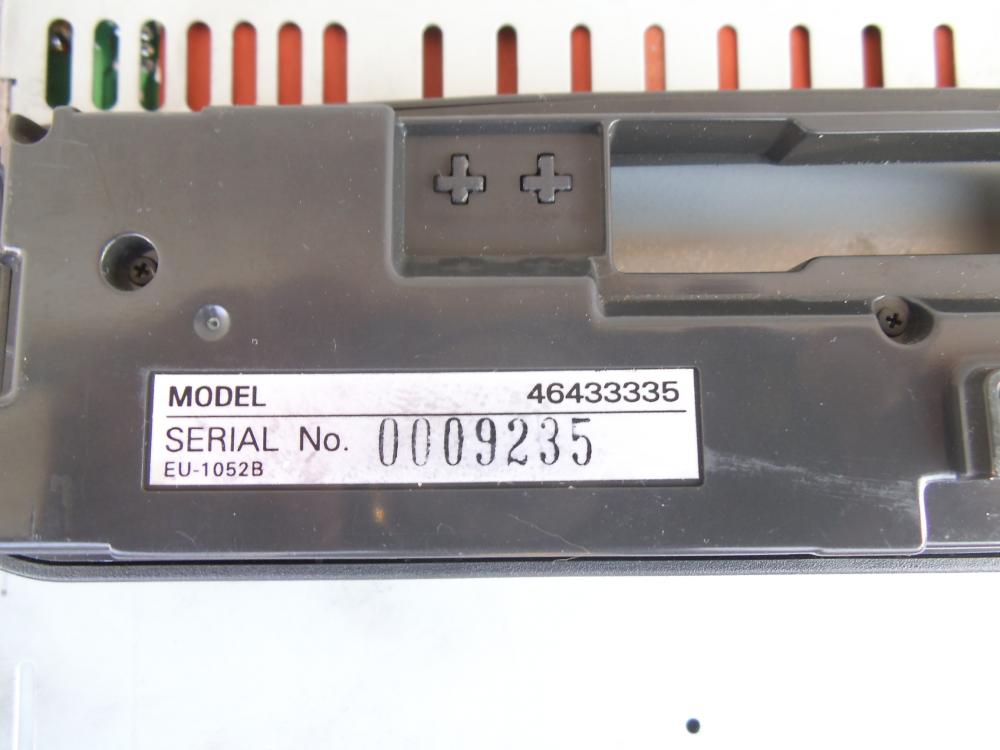 MODEL 46433335
SERIAL No. 0009235
EU-1052B